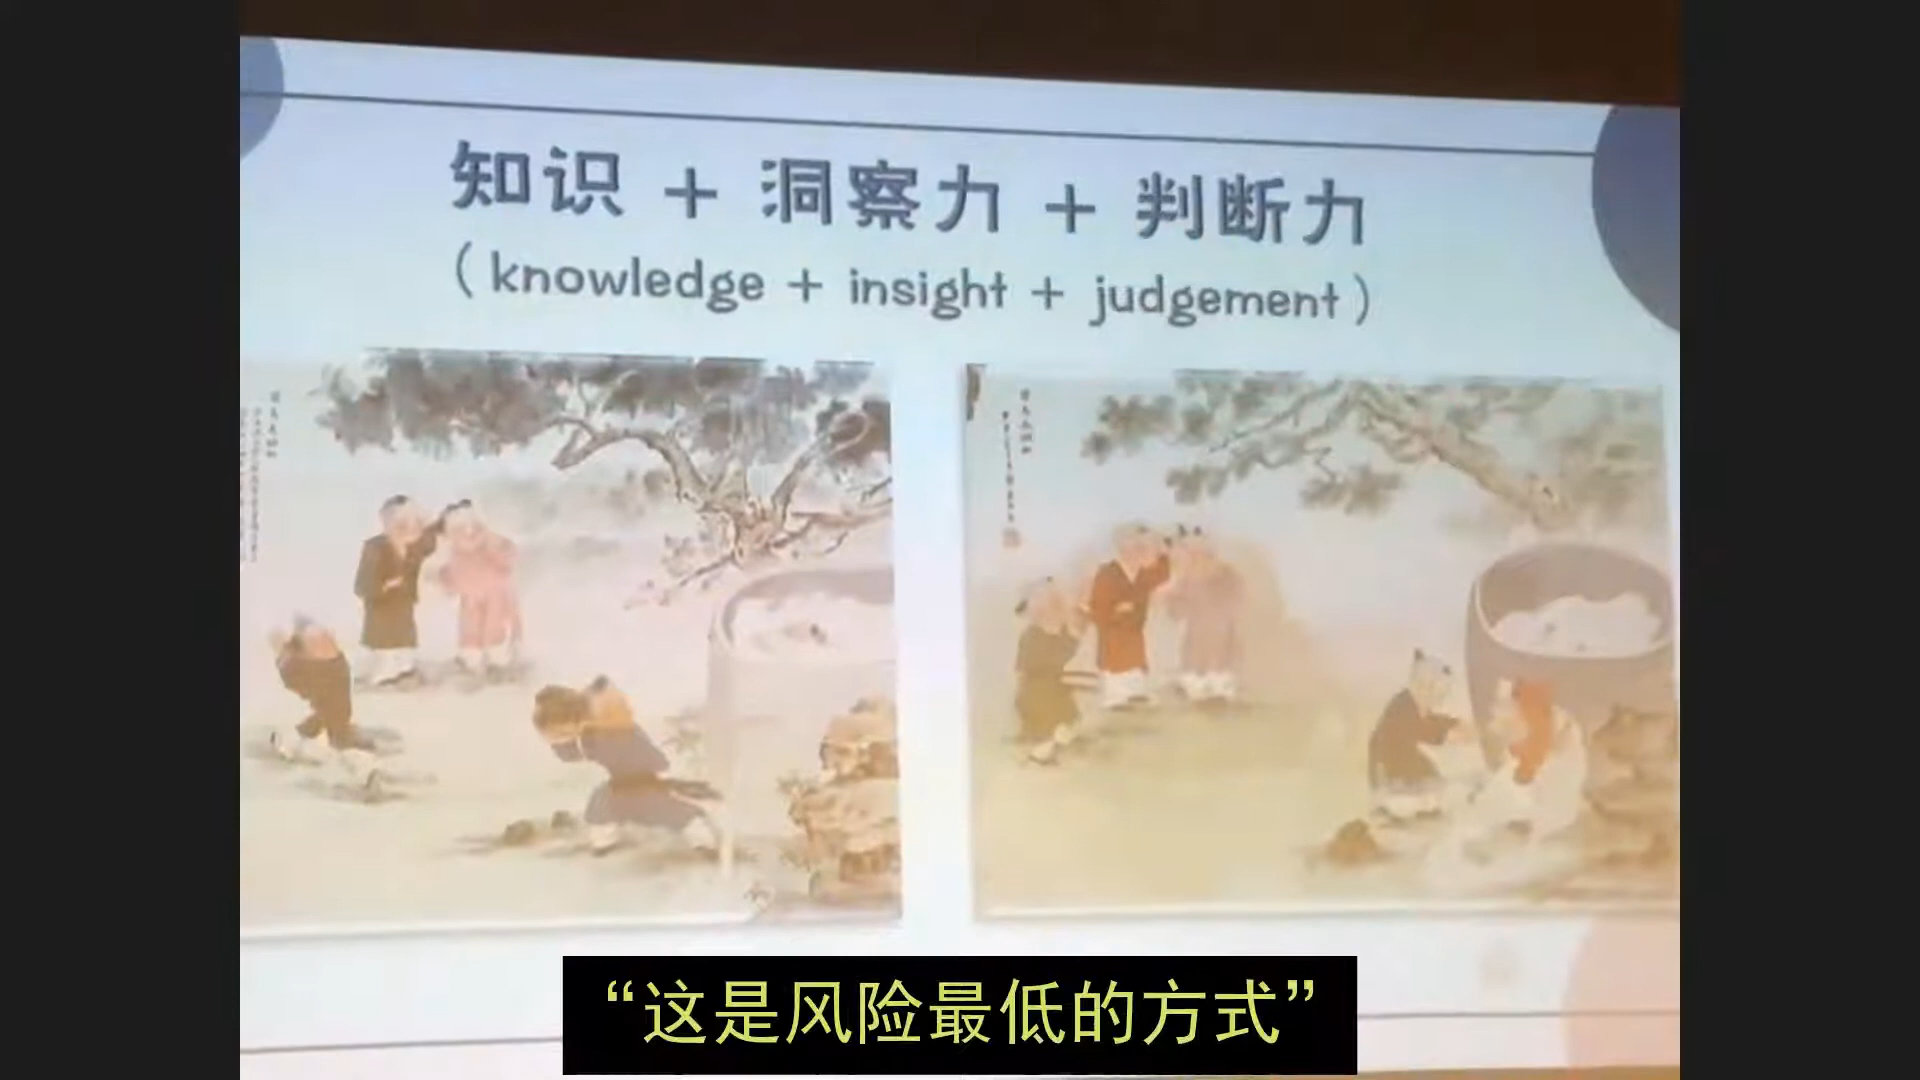 知识 + 洞察力 + 判断力
( knowledge + insight + judgement )
“这是风险最低的方式”